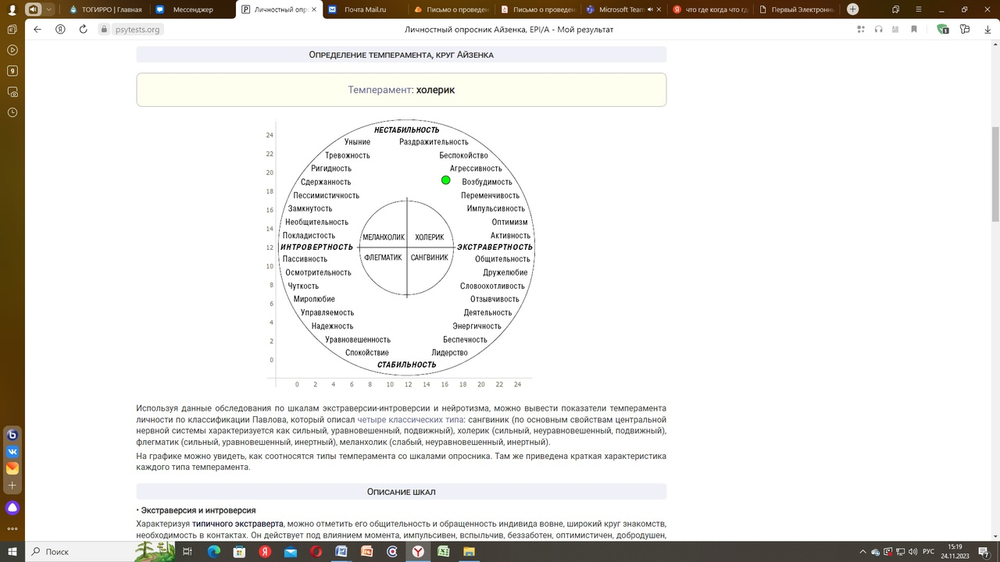 ТОГИРРО | Главная
Мессенджер
Личностный опросн
Почта Mail.ru
Письмо о проведен
Письмо о проведен
Microsoft Team
что где когда что гд
Первый Электронн
psytests.org
Личностный опросник Айзенка, EPI/A - Мой результат
Определение темперамента, круг Айзенка
Темперамент: холерик
24
22
20
18
16
14
12
10
8
6
4
2
0
НЕСТАБИЛЬНОСТЬ
Уныние Раздражительность
Тревожность Беспокойство
Ригидность Агрессивность
Сдержанность Возбудимость
Пессимистичность Переменчивость
Замкнутость Импульсивность
Необщительность Оптимизм
Покладистость МЕЛАНХОЛИК ХОЛЕРИК Активность
ИНТРОВЕРТНОСТЬ ЭКСТРАВЕРТНОСТЬ
Пассивность ФЛЕГМАТИК САНГВИНИК Общительность
Осмотрительность Дружелюбие
Чуткость Словоохотливость
Миролюбие Отзывчивость
Управляемость Деятельность
Надежность Энергичность
Уравновешенность Беспечность
Спокойствие Лидерство
СТАБИЛЬНОСТЬ
0 2 4 6 8 10 12 14 16 18 20 22 24
Используя данные обследования по шкалам экстраверсии-интроверсии и нейротизма, можно вывести показатели темперамента
личности по классификации Павлова, который описал четыре классических типа: сангвиник (по основным свойствам центральной
нервной системы характеризуется как сильный, уравновешенный, подвижный), холерик (сильный, неуравновешенный, подвижный),
флегматик (сильный, уравновешенный, инертный), меланхолик (слабый, неуравновешенный, инертный).
На графике можно увидеть, как соотносятся типы темперамента со шкалами опросника. Там же приведена краткая характеристика
каждого типа темперамента.
Описание шкал
• Экстраверсия и интроверсия
Характеризуя типичного экстраверта, можно отметить его общительность и обращенность индивида вовне, широкий круг знакомств,
необходимость в контактах. Он действует под влиянием момента, импульсивен, вспыльчив, беззаботен, оптимистичен, добродушен,
Поиск
15:19
24.11.2023